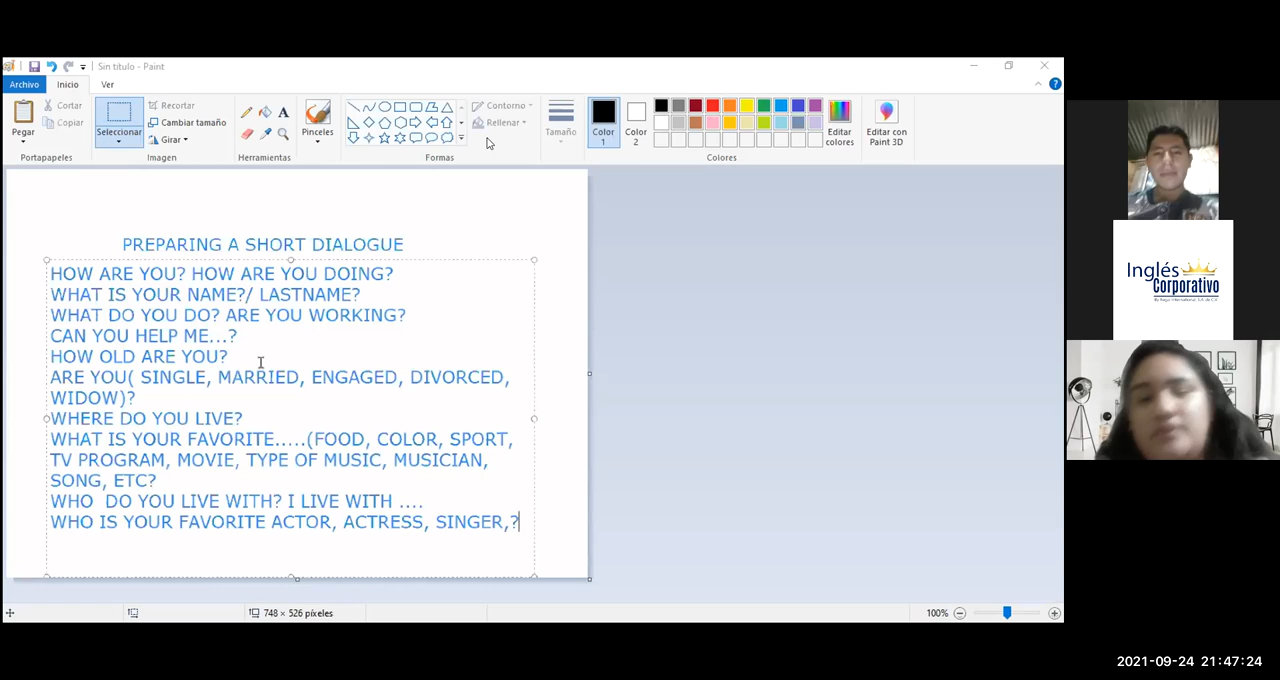 Sin título - Paint
Archivo Inicio Ver
Pegar
Cortar
Copiar
Portapapeles
Seleccionar
Recortar
Cambiar tamaño
Girar
Imagen
Herramientas
Pinceles
Contorno
Rellenar
Formas
Tamaño
Color 1
Color 2
Editar colores
Editar con Paint 3D
Colores
PREPARING A SHORT DIALOGUE
HOW ARE YOU? HOW ARE YOU DOING?
WHAT IS YOUR NAME?/ LASTNAME?
WHAT DO YOU DO? ARE YOU WORKING?
CAN YOU HELP ME...?
HOW OLD ARE YOU?
ARE YOU( SINGLE, MARRIED, ENGAGED, DIVORCED,
WIDOW)?
WHERE DO YOU LIVE?
WHAT IS YOUR FAVORITE.....(FOOD, COLOR, SPORT,
TV PROGRAM, MOVIE, TYPE OF MUSIC, MUSICIAN,
SONG, ETC?
WHO  DO YOU LIVE WITH? I LIVE WITH ....
WHO IS YOUR FAVORITE ACTOR, ACTRESS, SINGER,?
748 × 526 píxeles
100%
Inglés
Corporativo
2021-09-24 21:47:24